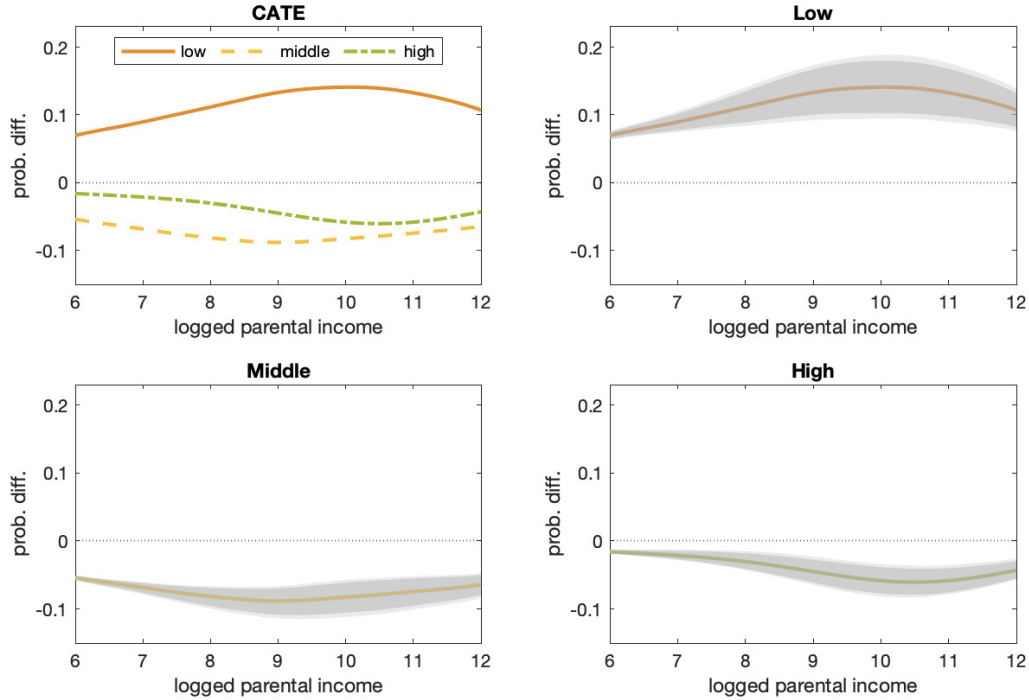 CATE
low middle high
prob. diff.
0.2
0.1
0
-0.1
6 7 8 9 10 11 12
logged parental income
Low
prob. diff.
0.2
0.1
0
-0.1
6 7 8 9 10 11 12
logged parental income
Middle
prob. diff.
0.2
0.1
0
-0.1
6 7 8 9 10 11 12
logged parental income
High
prob. diff.
0.2
0.1
0
-0.1
6 7 8 9 10 11 12
logged parental income